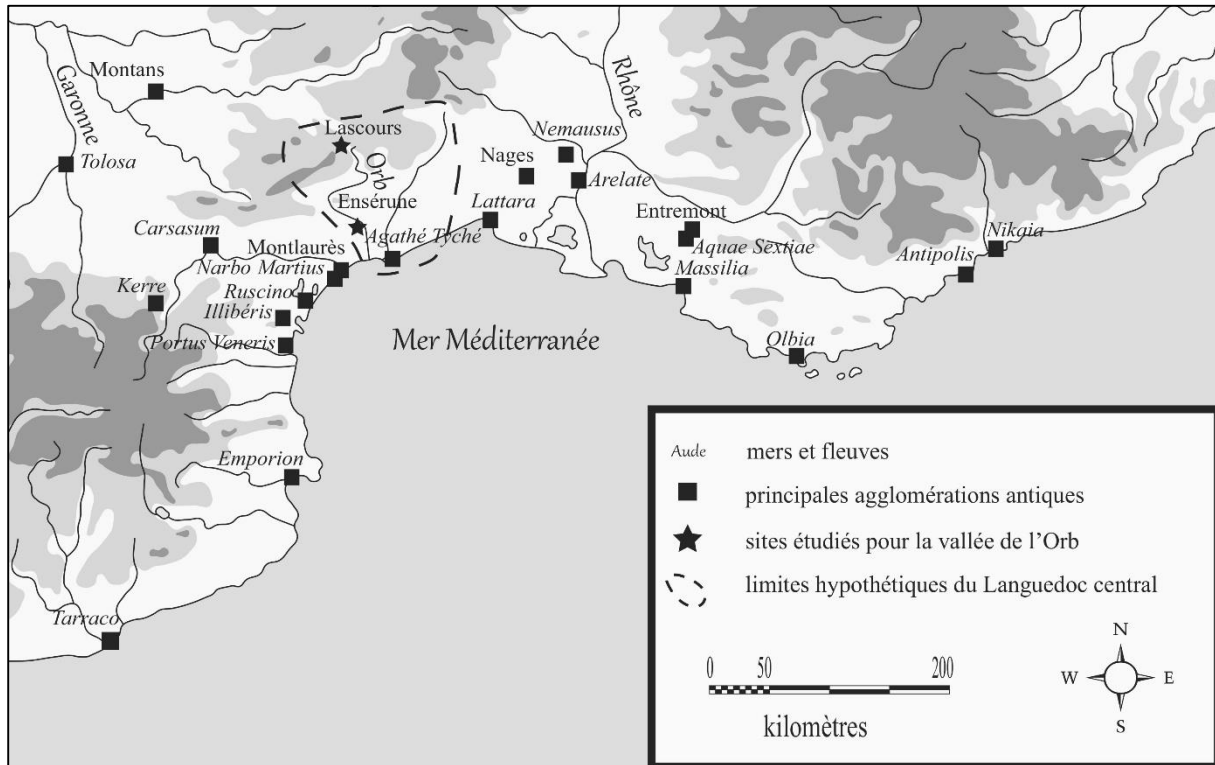 Garonne
Montans
Tolosa
Lascours
Orb
Ensérune
Agathé Tyché
Rhône
Nemausus
Nages
Arelate
Lattara
Entremont
Aquae Sextiae
Massilia
Nikaia
Antipolis
Olbia
Carsasum
Montlaurès
Narbo Martius
Kerre
Ruscino
Illibéris
Portus Veneris
Mer Méditerranée
Emporion
Tarraco
Aude mers et fleuves
principales agglomérations antiques
sites étudiés pour la vallée de l'Orb
limites hypothétiques du Languedoc central
0 50 200
kilomètres
N
W E
S